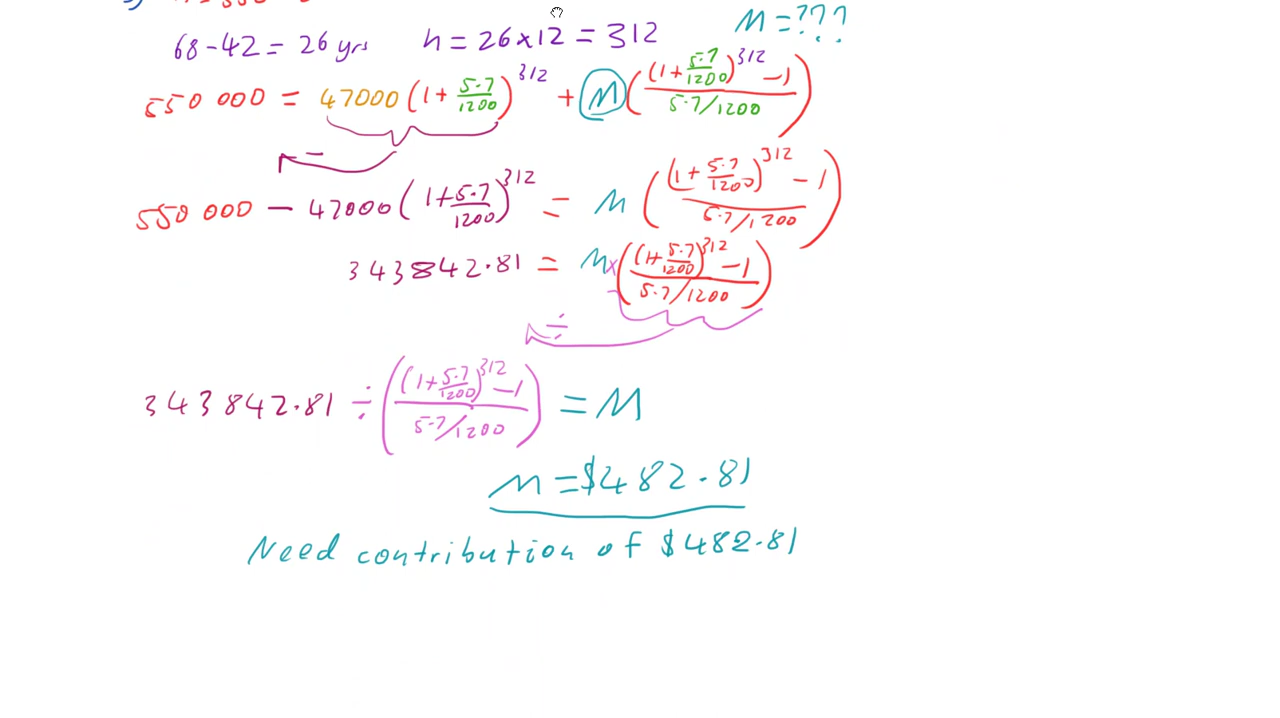 68-42 = 26 yrs h = 26×12 = 312 M = ???
550 000 = 47000 (1+5.7/1200)^312 + M ( ((1+5.7/1200)^312 -1) / (5.7/1200) )
-
550 000 - 47000 (1+5.7/1200)^312 = M ( ((1+5.7/1200)^312 -1) / (5.7/1200) )
343842.81 = M× ( ((1+5.7/1200)^312 -1) / (5.7/1200) )
÷
343842.81 ÷ ( ((1+5.7/1200)^312 -1) / (5.7/1200) ) = M
M = $482.81
Need contribution of $482.81